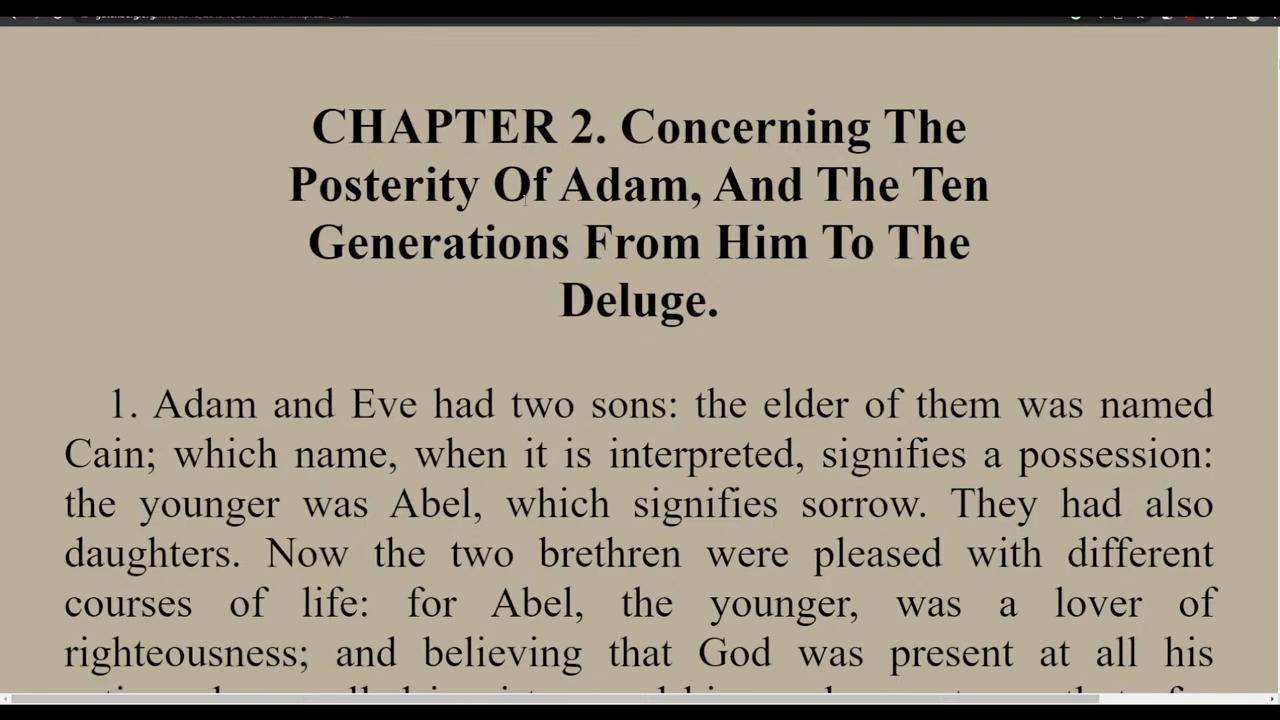 CHAPTER 2. Concerning The
Posterity Of Adam, And The Ten
Generations From Him To The
Deluge.
1. Adam and Eve had two sons: the elder of them was named
Cain; which name, when it is interpreted, signifies a possession:
the younger was Abel, which signifies sorrow. They had also
daughters. Now the two brethren were pleased with different
courses of life: for Abel, the younger, was a lover of
righteousness; and believing that God was present at all his